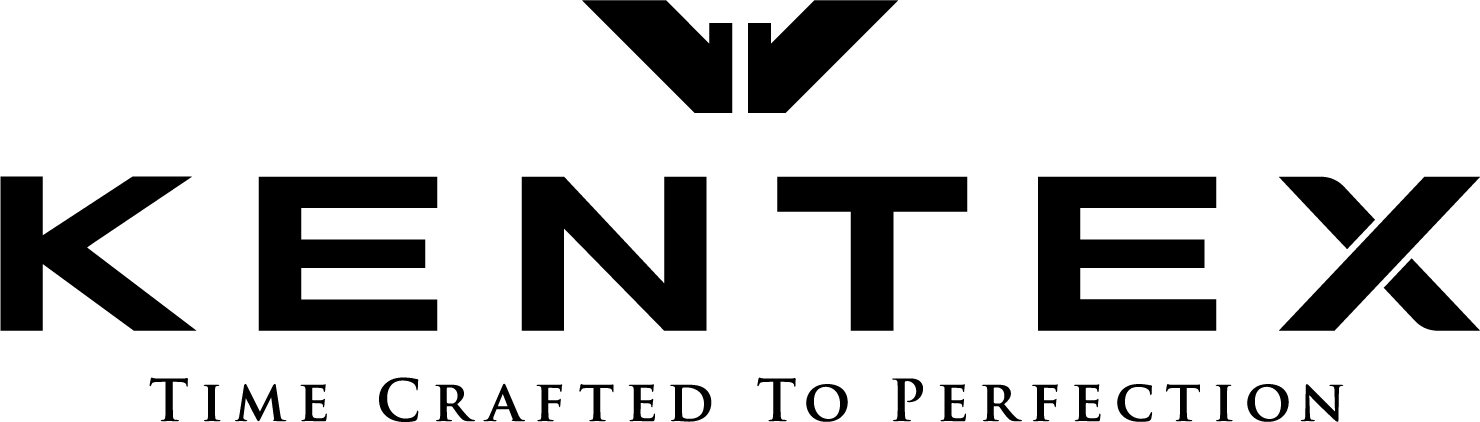 KENTEX
TIME CRAFTED TO PERFECTION